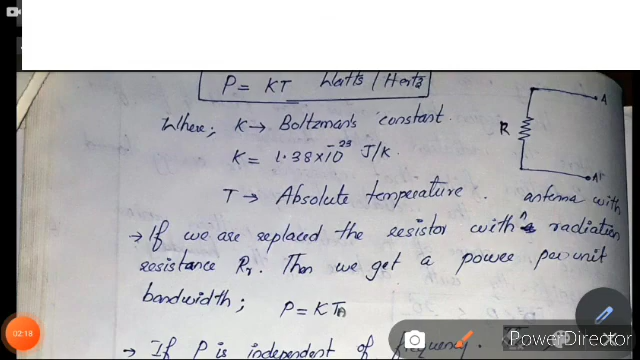 P = KT Watts/Hertz
Where; K → Boltzman's constant.
K = 1.38×10⁻²³ J/K.
R
A
A'
T → Absolute temperature.
antenna with
→ If we are replaced the resistor with ^ radiation
resistance Rr. Then we get a power per unit
bandwidth;
P = KTA
→ If P is independent of frequency.
02:18
PowerDirector